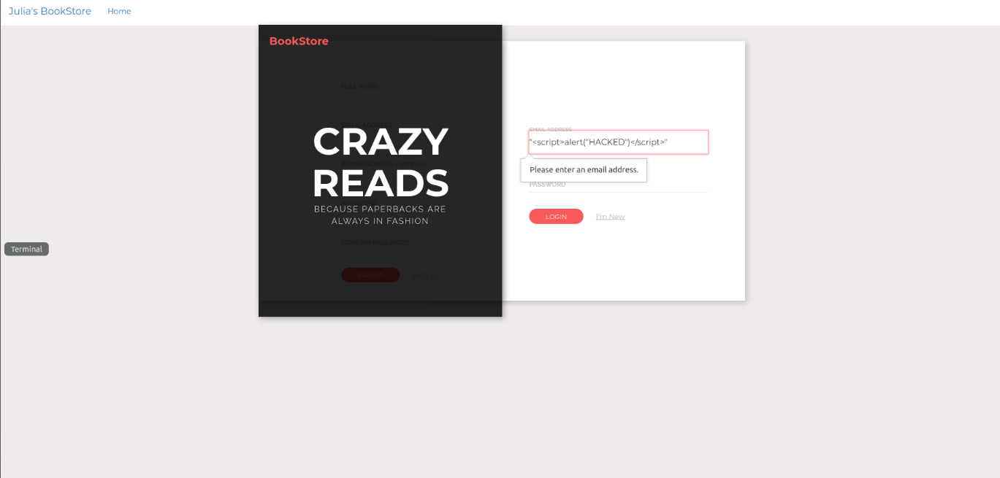 Julia's BookStore Home
BookStore
FULL NAME
CRAZY
READS
BECAUSE PAPERBACKS ARE
ALWAYS IN FASHION
CONFIRM PASSWORD
SIGNUP Sign in
EMAIL ADDRESS
"<script>alert("HACKED")</script>"
Please enter an email address.
PASSWORD
LOGIN I'm New
Terminal